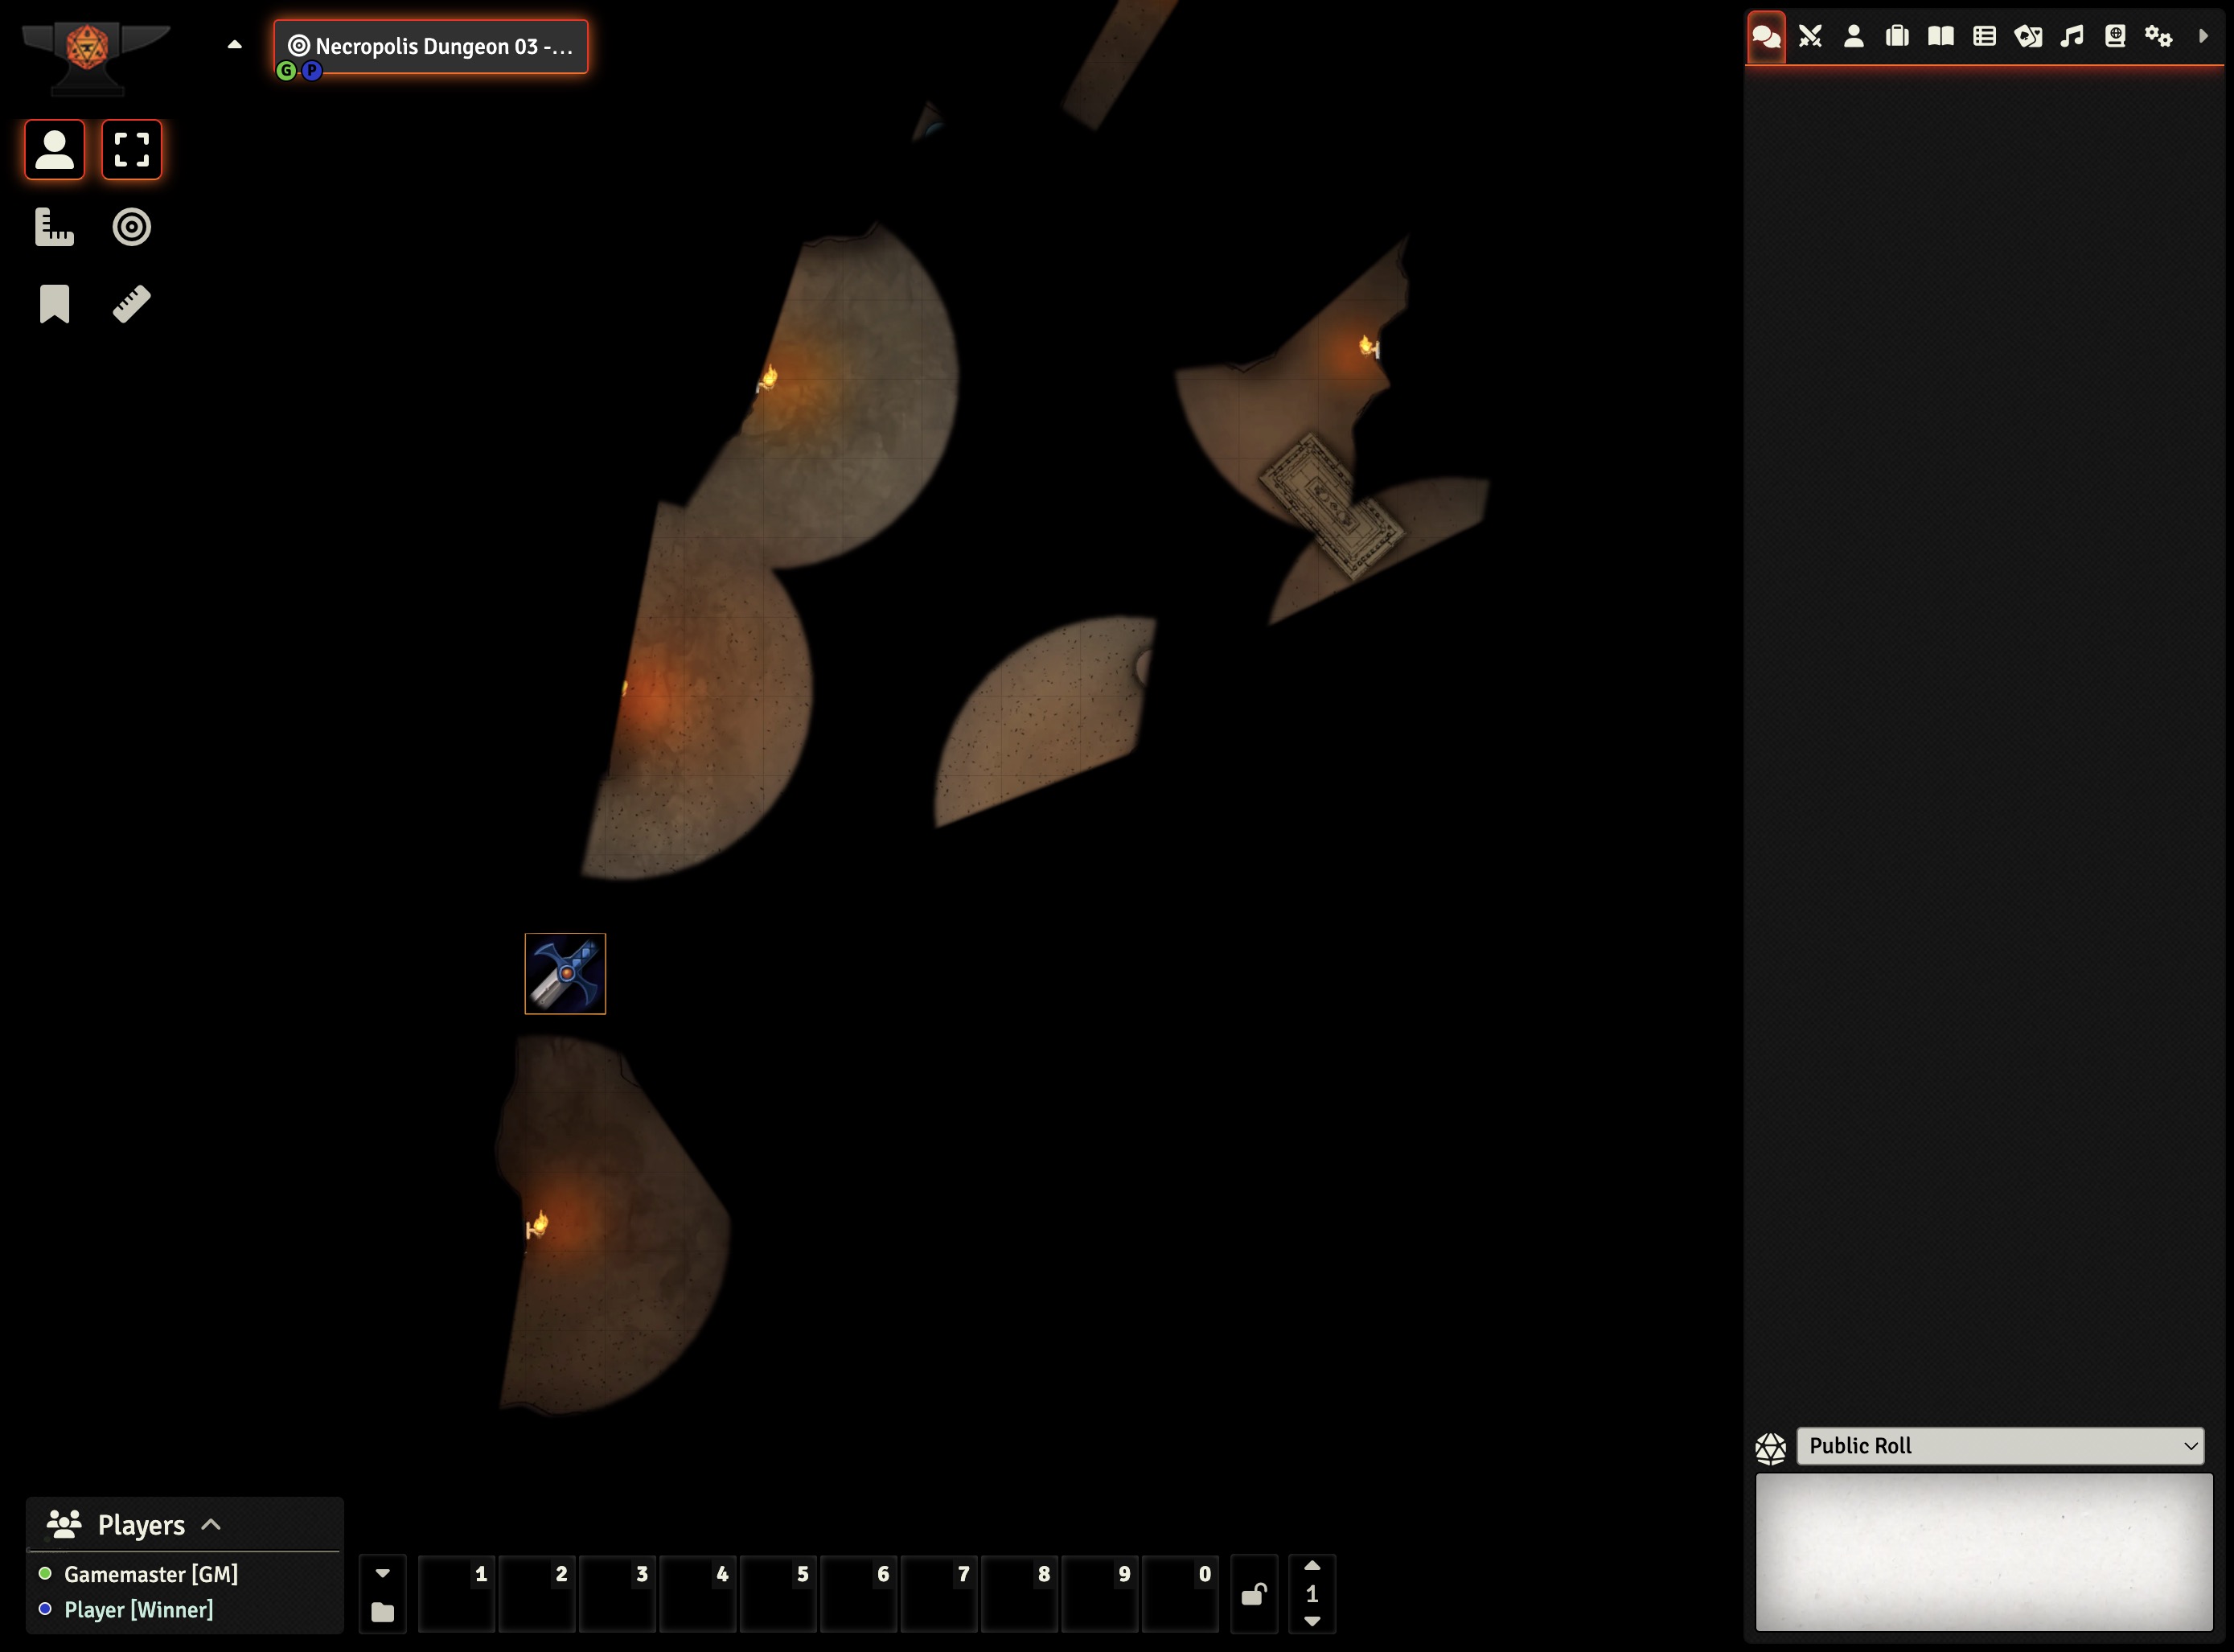 Necropolis Dungeon 03 -...
G P
Public Roll
Players
Gamemaster [GM]
Player [Winner]
1 2 3 4 5 6 7 8 9 0
1